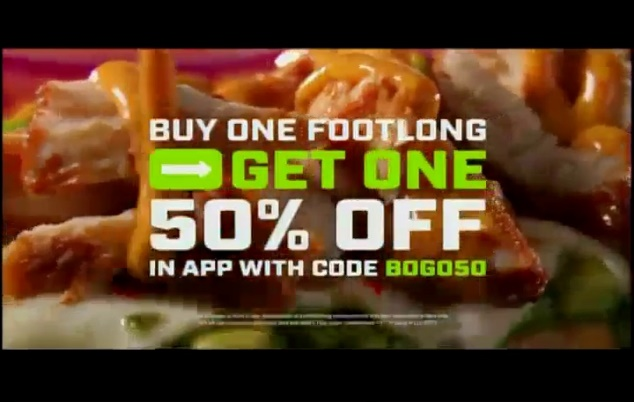 BUY ONE FOOTLONG
GET ONE
50% OFF
IN APP WITH CODE BOGO50